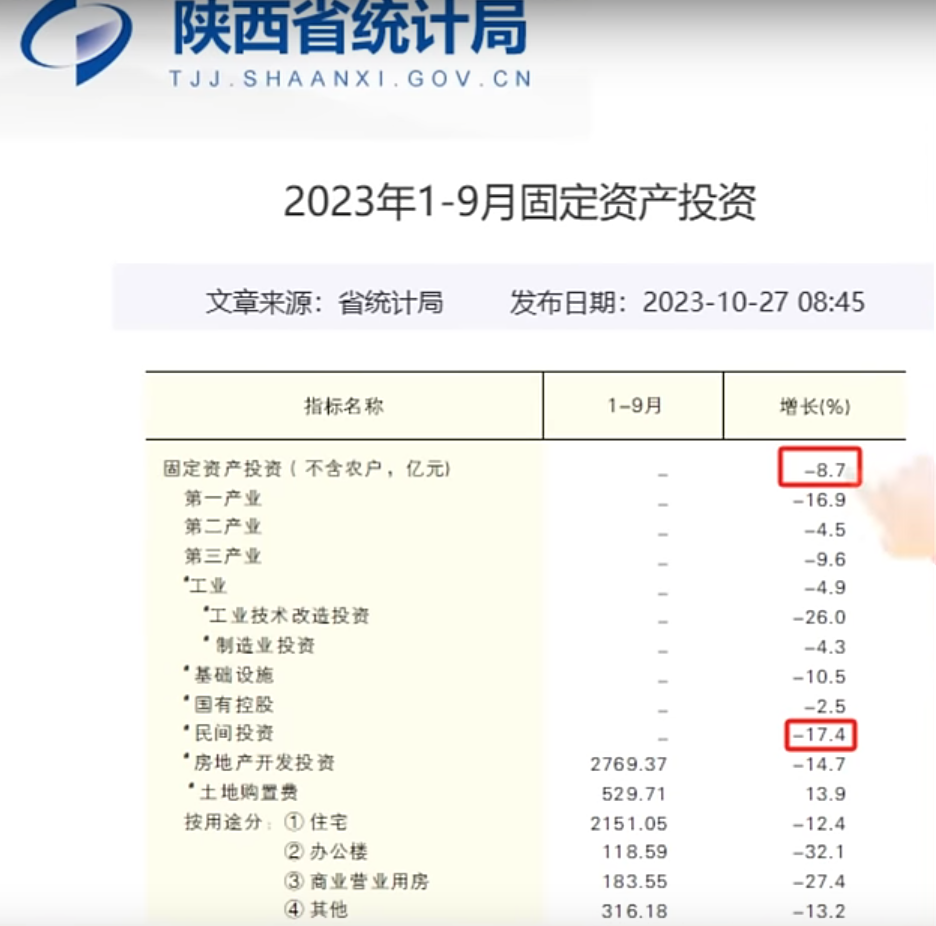 陕西省统计局
TJJ.SHAANXI.GOV.CN
2023年1-9月固定资产投资
文章来源：省统计局 发布日期：2023-10-27 08:45
指标名称 1-9月 增长(%)
固定资产投资（不含农户，亿元） – -8.7
第一产业 – -16.9
第二产业 – -4.5
第三产业 – -9.6
*工业 – -4.9
*工业技术改造投资 – -26.0
*制造业投资 – -4.3
*基础设施 – -10.5
*国有控股 – -2.5
*民间投资 – -17.4
*房地产开发投资 2769.37 -14.7
*土地购置费 529.71 13.9
按用途分：①住宅 2151.05 -12.4
②办公楼 118.59 -32.1
③商业营业用房 183.55 -27.4
④其他 316.18 -13.2